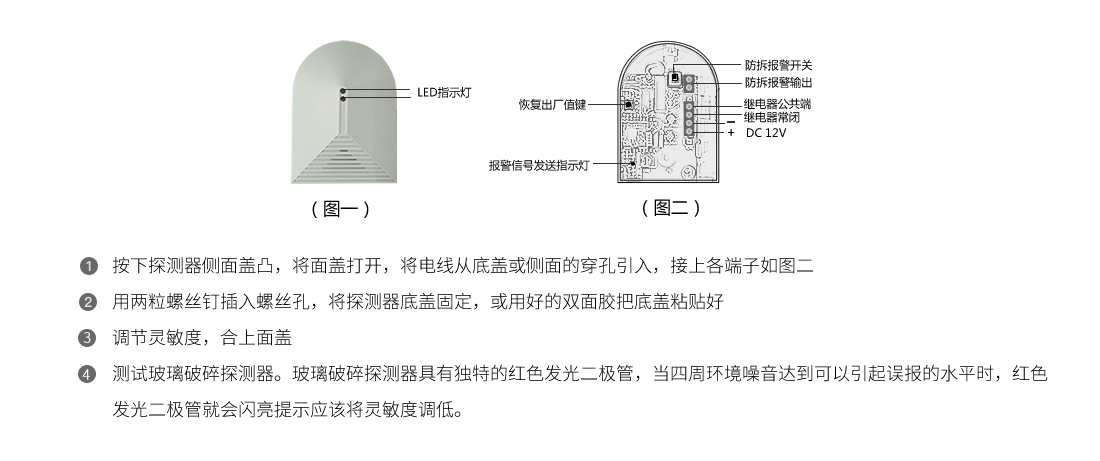 LED指示灯
防拆报警开关
防拆报警输出
恢复出厂值键
继电器公共端
继电器常闭
－
+ DC 12V
报警信号发送指示灯
（图一）
（图二）
1 按下探测器侧面盖凸，将面盖打开，将电线从底盖或侧面的穿孔引入，接上各端子如图二
2 用两粒螺丝钉插入螺丝孔，将探测器底盖固定，或用好的双面胶把底盖粘贴好
3 调节灵敏度，合上面盖
4 测试玻璃破碎探测器。玻璃破碎探测器具有独特的红色发光二极管，当四周环境噪音达到可以引起误报的水平时，红色
发光二极管就会闪亮提示应该将灵敏度调低。